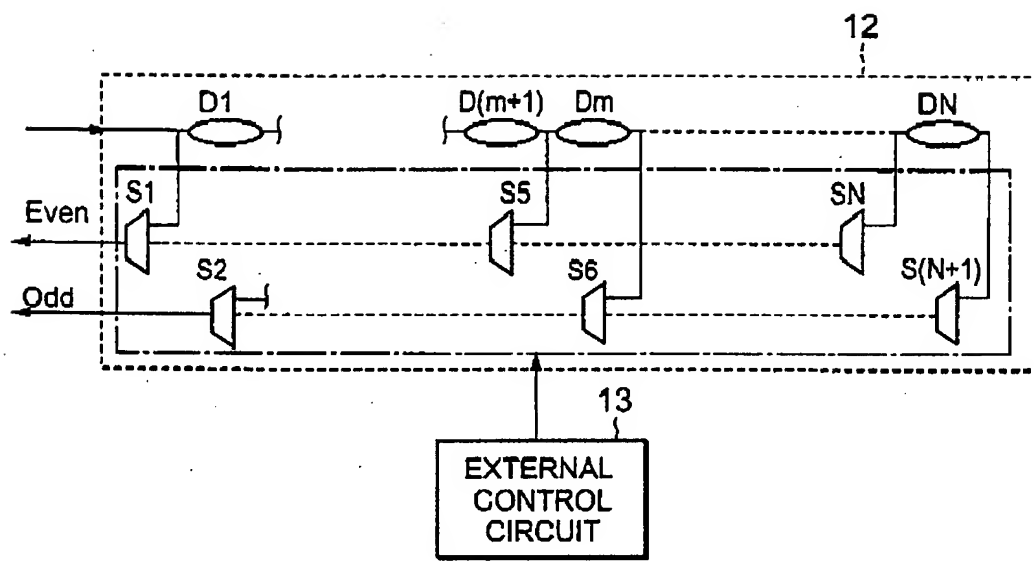 12
D1
D(m+1)
Dm
DN
S1
S5
SN
Even
S2
S6
S(N+1)
Odd
13
EXTERNAL
CONTROL
CIRCUIT